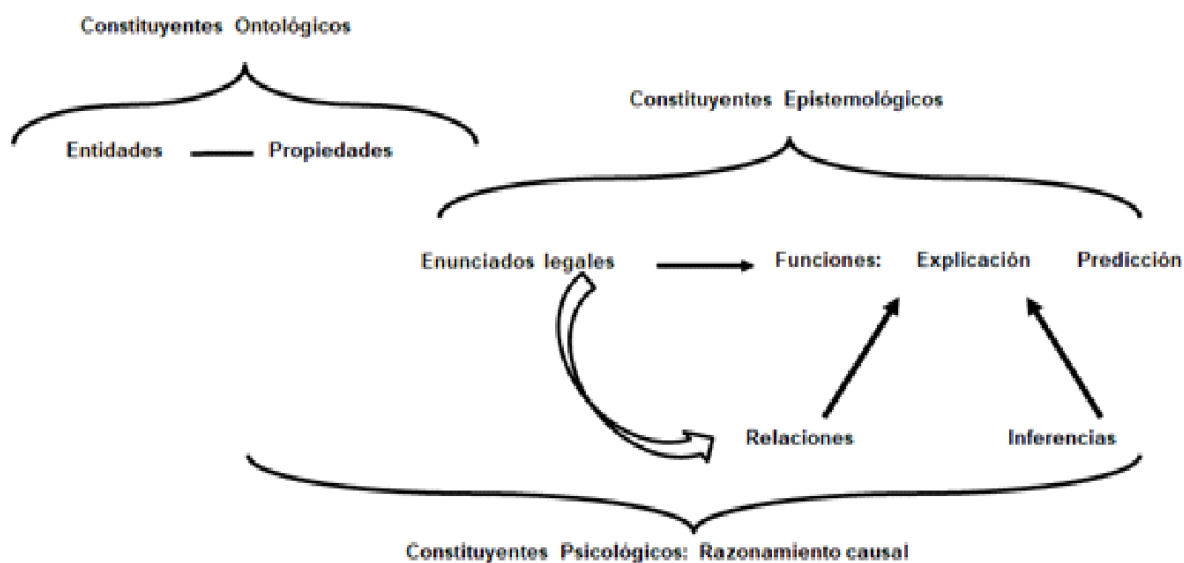 Constituyentes Ontológicos
Constituyentes Epistemológicos
Entidades Propiedades
Enunciados legales Funciones: Explicación Predicción
Relaciones Inferencias
Constituyentes Psicológicos: Razonamiento causal